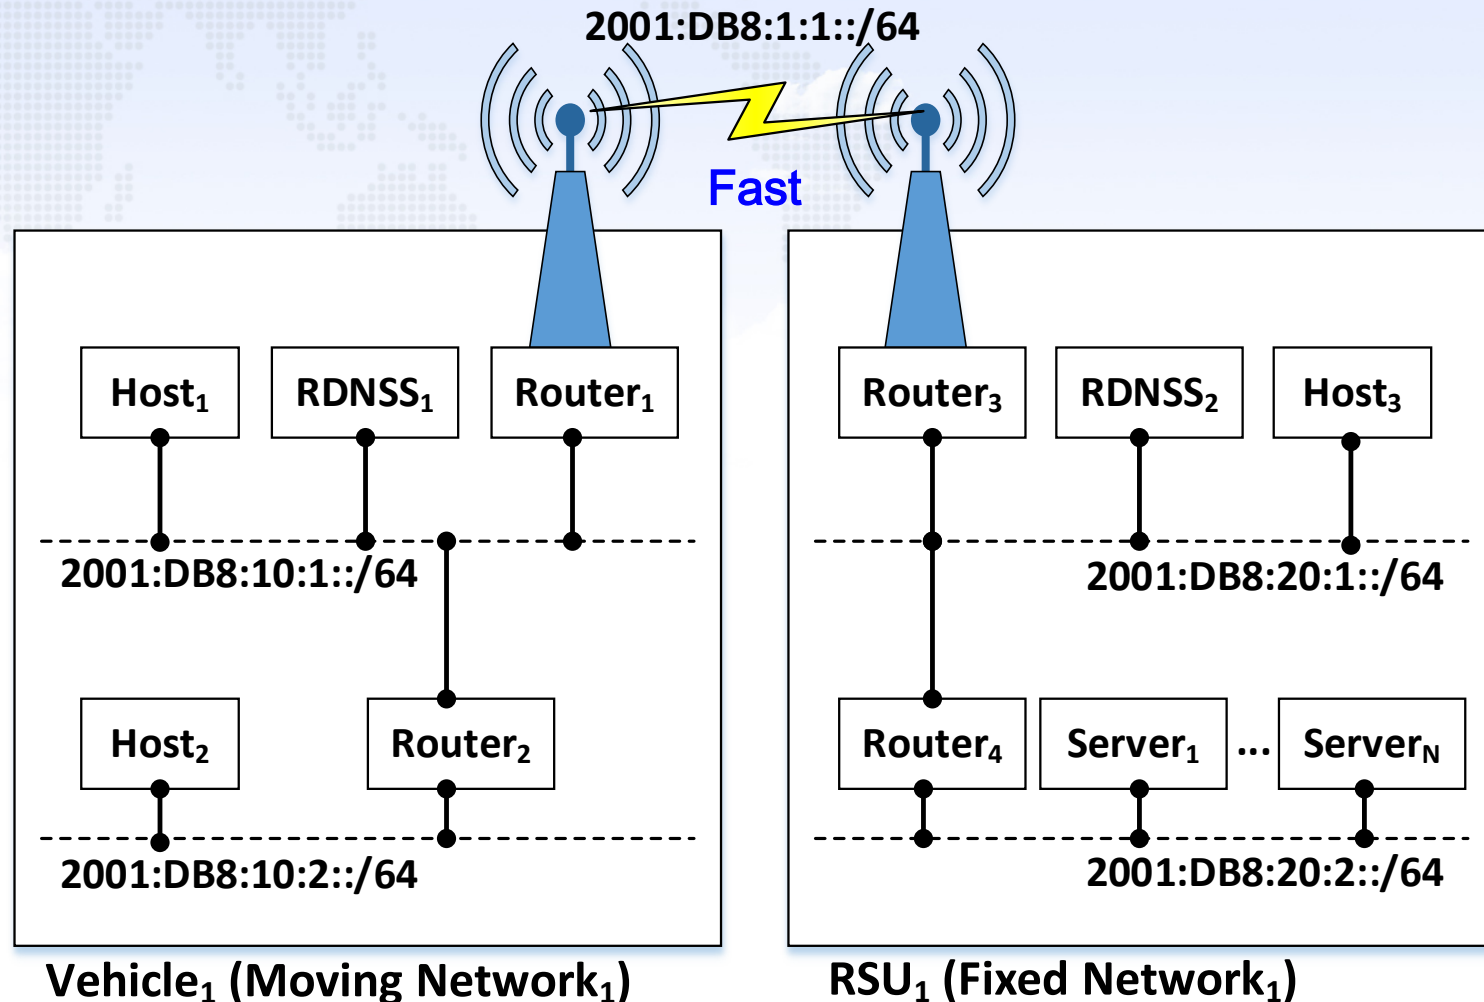 2001:DB8:1:1::/64
Fast
Host₁ RDNSS₁ Router₁ Router₃ RDNSS₂ Host₃
2001:DB8:10:1::/64 2001:DB8:20:1::/64
Host₂ Router₂ Router₄ Server₁ ... Server_N
2001:DB8:10:2::/64 2001:DB8:20:2::/64
Vehicle₁ (Moving Network₁) RSU₁ (Fixed Network₁)